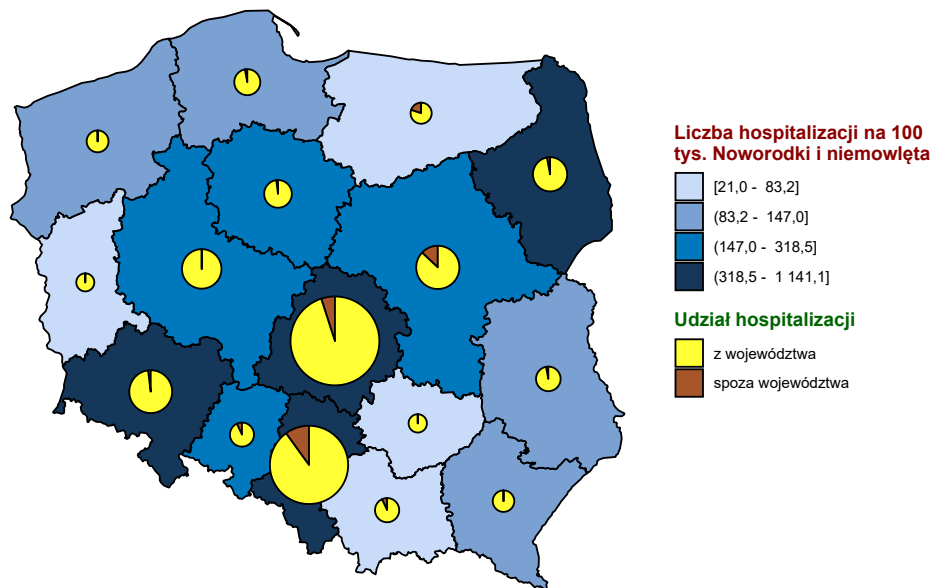 Liczba hospitalizacji na 100
tys. Noworodki i niemowlęta
[21,0 - 83,2]
(83,2 - 147,0]
(147,0 - 318,5]
(318,5 - 1 141,1]
Udział hospitalizacji
z województwa
spoza województwa